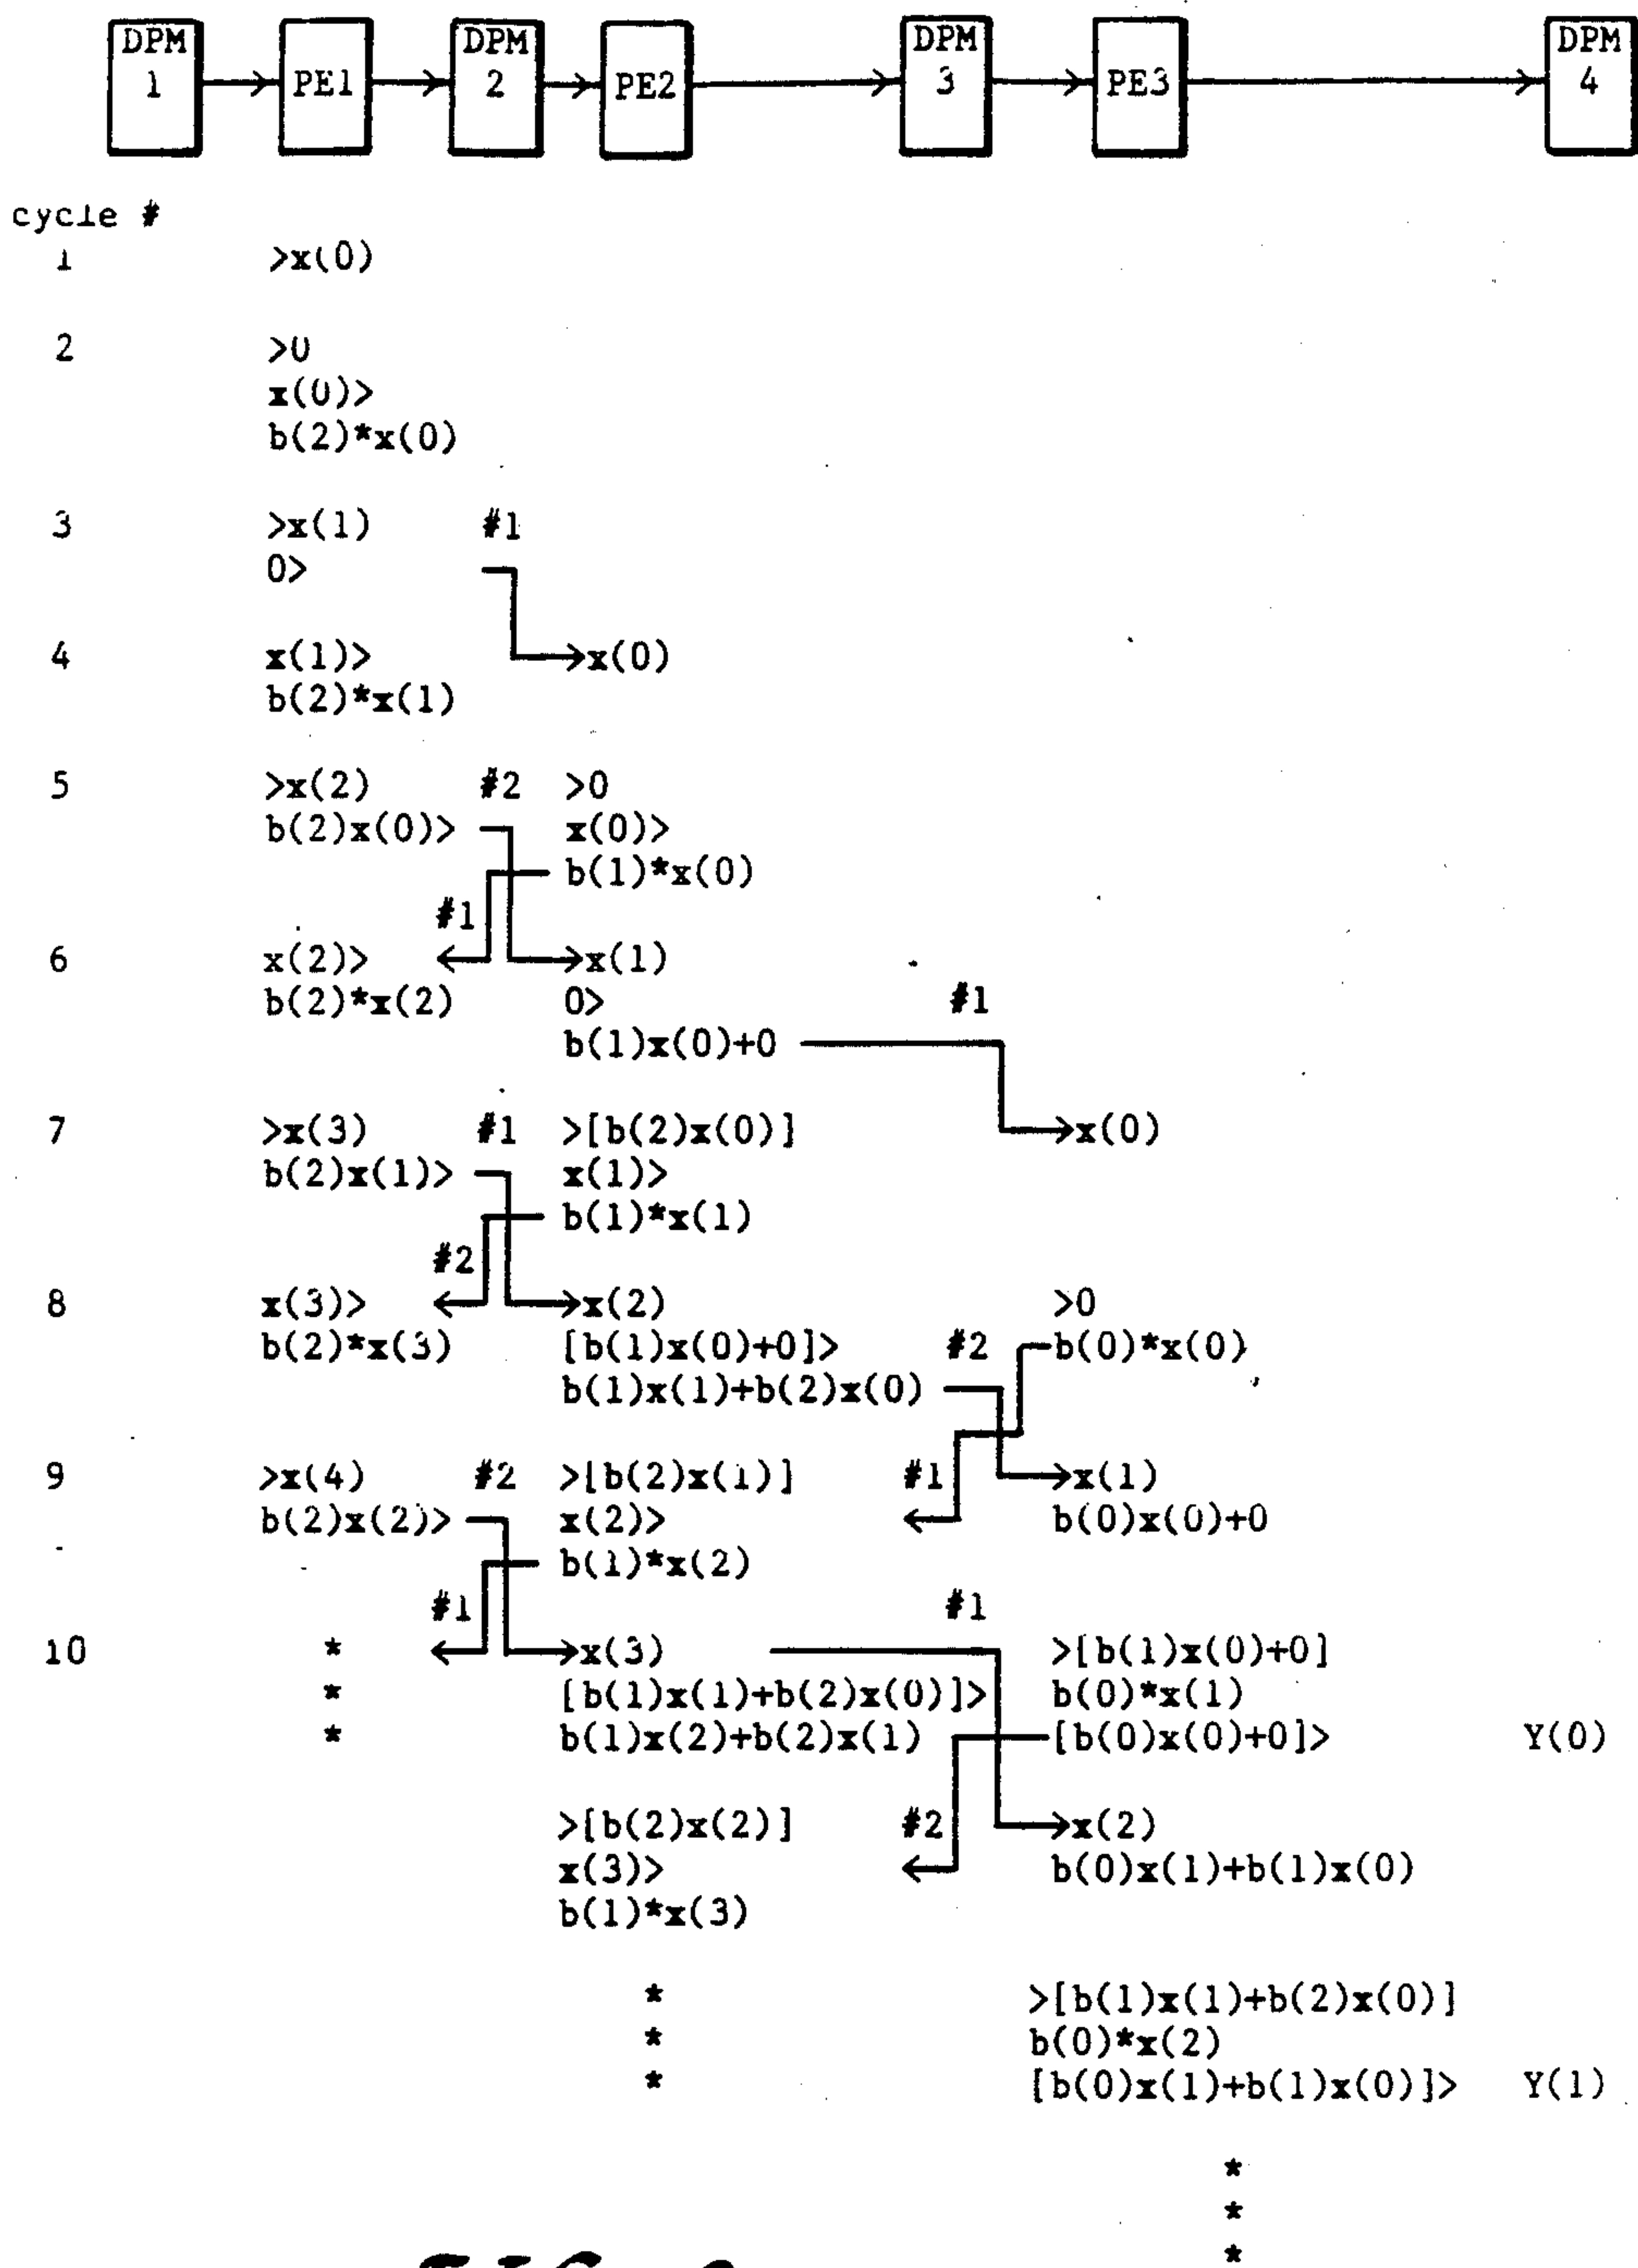 DPM 1 PE1 DPM 2 PE2 DPM 3 PE3 DPM 4
cycle #
1 >x(0)
2 >0
x(0)>
b(2)*x(0)
3 >x(1) #1
0>
4 x(1)> x(0)
b(2)*x(1)
5 >x(2) #2 >0
b(2)x(0)> x(0)>
b(1)*x(0)
#1
6 x(2)> x(1)
b(2)*x(2) 0> #1
b(1)x(0)+0
7 >x(3) #1 >[b(2)x(0)] x(0)
b(2)x(1)> x(1)>
b(1)*x(1)
#2
8 x(3)> x(2) >0
b(2)*x(3) [b(1)x(0)+0]> #2 b(0)*x(0)
b(1)x(1)+b(2)x(0)
9 >x(4) #2 >[b(2)x(1)] #1 x(1)
b(2)x(2)> x(2)> b(0)x(0)+0
b(1)*x(2)
#1 #1
10 * x(3) >[b(1)x(0)+0]
* [b(1)x(1)+b(2)x(0)]> b(0)*x(1)
* b(1)x(2)+b(2)x(1) [b(0)x(0)+0]> Y(0)
>[b(2)x(2)] #2 x(2)
x(3)> b(0)x(1)+b(1)x(0)
b(1)*x(3)
* >[b(1)x(1)+b(2)x(0)]
* b(0)*x(2)
* [b(0)x(1)+b(1)x(0)]> Y(1)
*
*
*